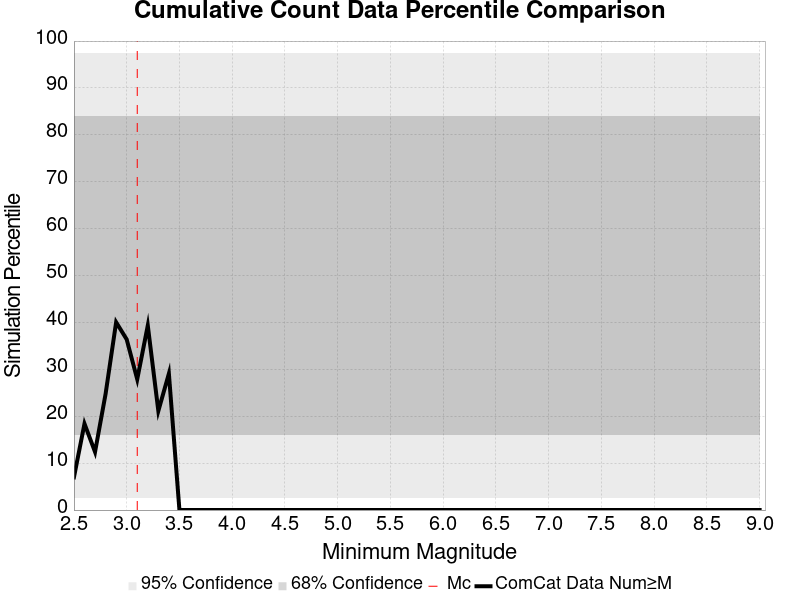 Cumulative Count Data Percentile Comparison
100
90
80
70
60
50
40
30
20
10
0
Simulation Percentile
2.5 3.0 3.5 4.0 4.5 5.0 5.5 6.0 6.5 7.0 7.5 8.0 8.5 9.0
Minimum Magnitude
95% Confidence 68% Confidence Mc ComCat Data Num≥M